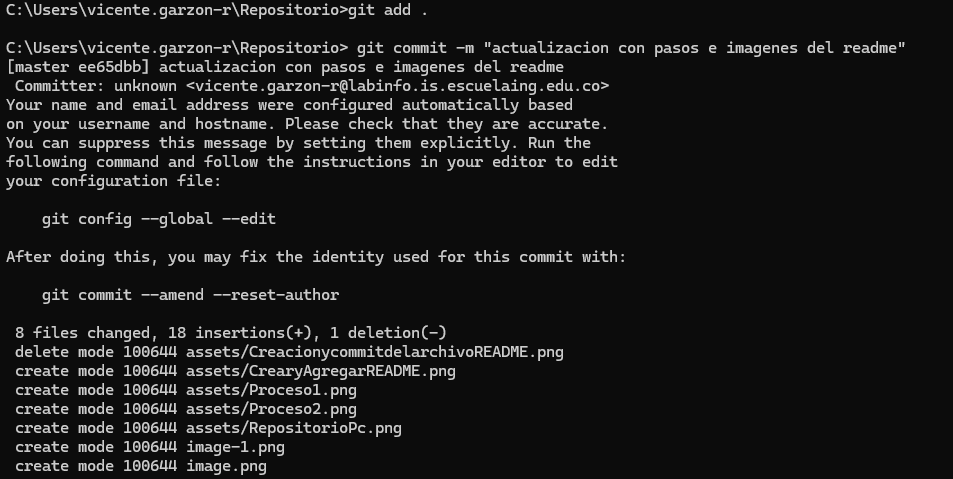 C:\Users\vicente.garzon-r\Repositorio>git add .
C:\Users\vicente.garzon-r\Repositorio> git commit -m "actualizacion con pasos e imagenes del readme"
[master ee65dbb] actualizacion con pasos e imagenes del readme
Committer: unknown <vicente.garzon-r@labinfo.is.escuelaing.edu.co>
Your name and email address were configured automatically based
on your username and hostname. Please check that they are accurate.
You can suppress this message by setting them explicitly. Run the
following command and follow the instructions in your editor to edit
your configuration file:
git config --global --edit
After doing this, you may fix the identity used for this commit with:
git commit --amend --reset-author
8 files changed, 18 insertions(+), 1 deletion(-)
delete mode 100644 assets/CreacionycommitdelarchivoREADME.png
create mode 100644 assets/CrearyAgregarREADME.png
create mode 100644 assets/Proceso1.png
create mode 100644 assets/Proceso2.png
create mode 100644 assets/RepositorioPc.png
create mode 100644 image-1.png
create mode 100644 image.png